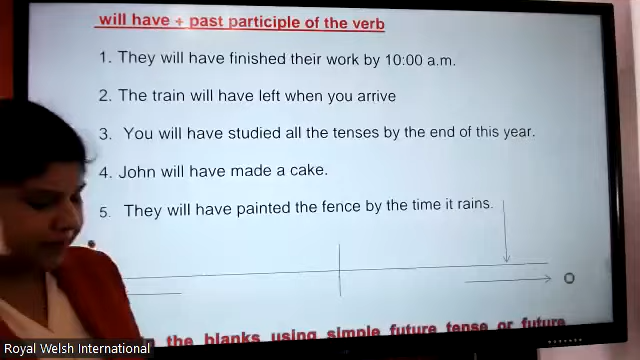 will have + past participle of the verb
1. They will have finished their work by 10:00 a.m.
2. The train will have left when you arrive
3. You will have studied all the tenses by the end of this year.
4. John will have made a cake.
5. They will have painted the fence by the time it rains.
the blanks using simple future tense or future
Royal Welsh International